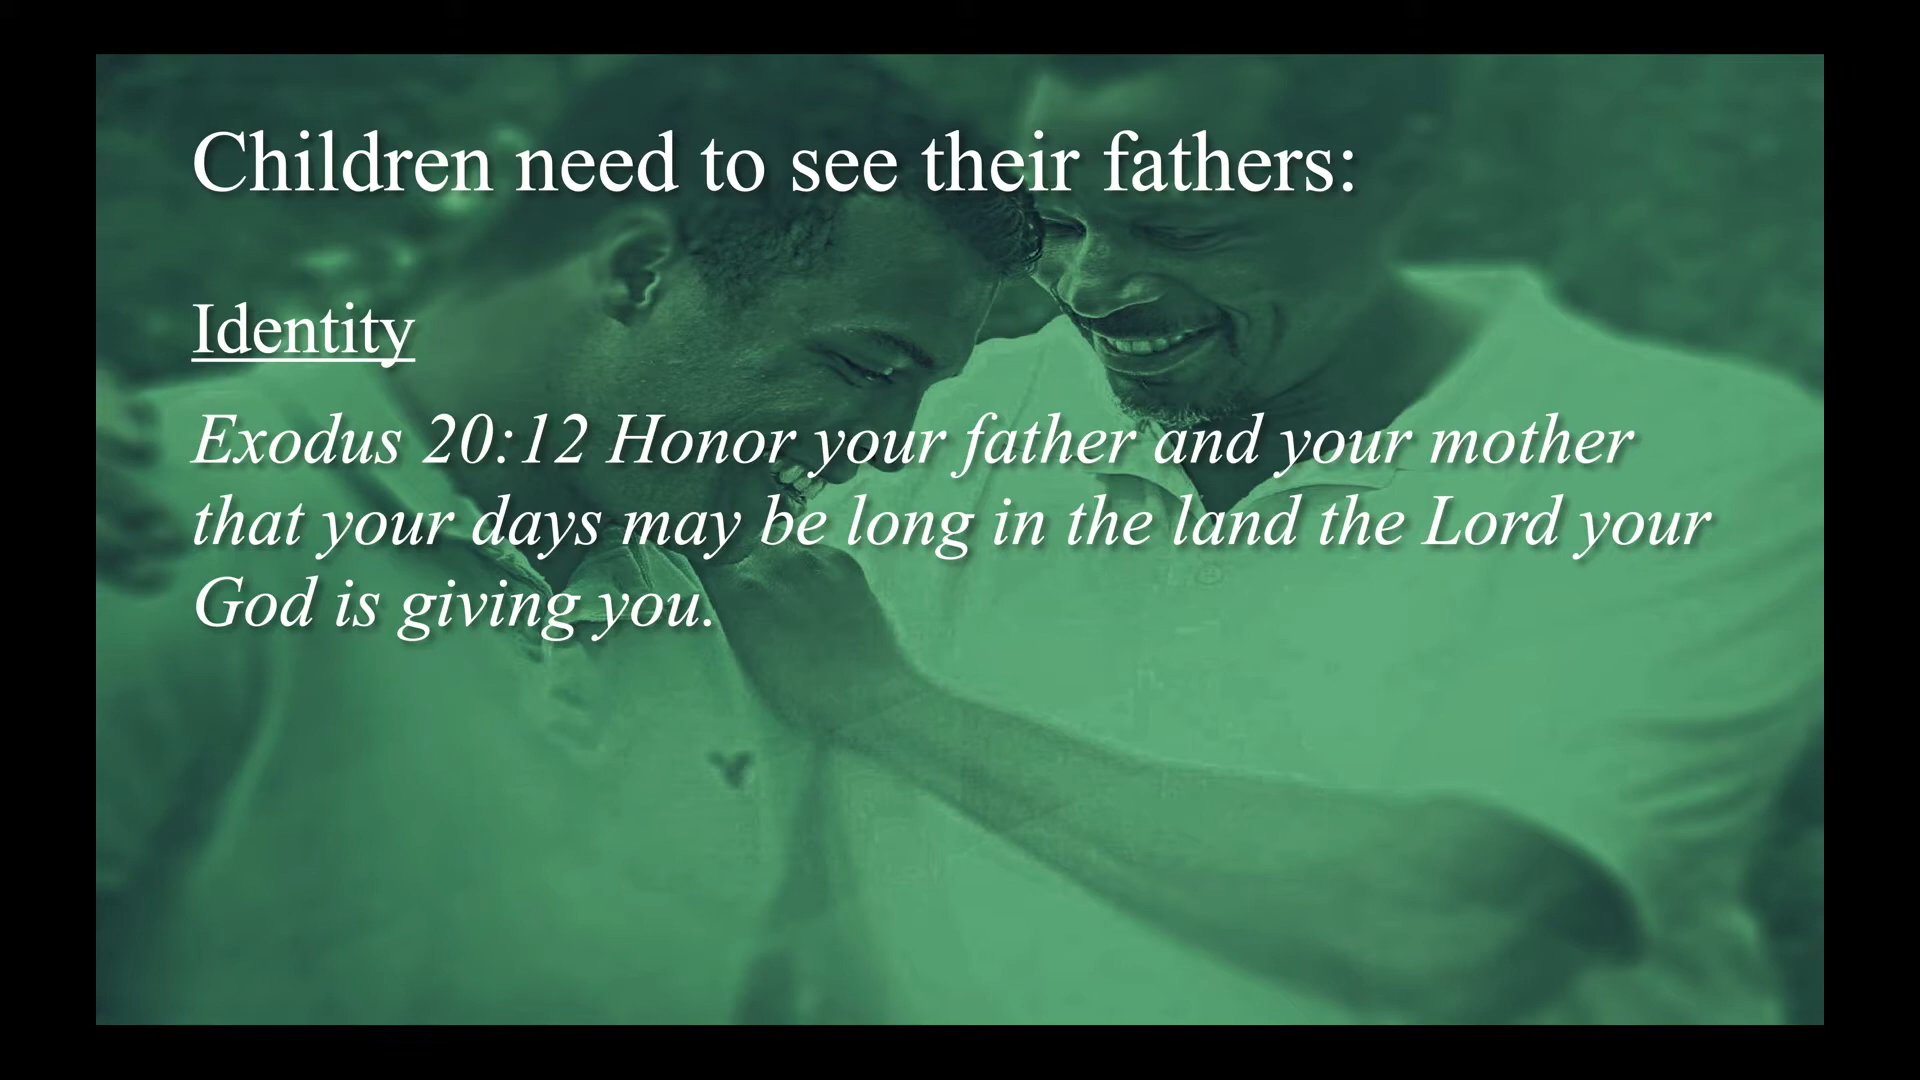 Children need to see their fathers:
Identity
Exodus 20:12 Honor your father and your mother
that your days may be long in the land the Lord your
God is giving you.